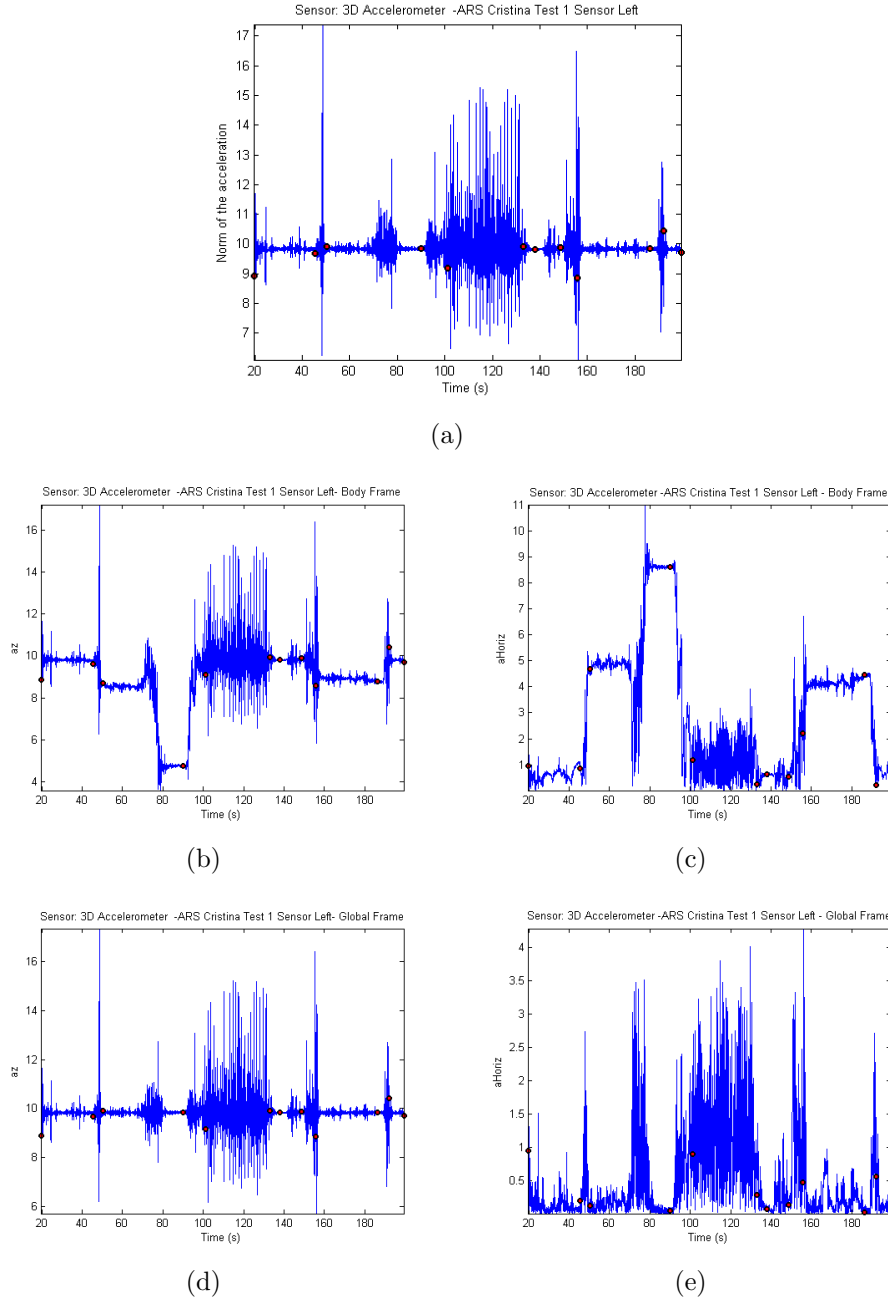 Sensor: 3D Accelerometer -ARS Cristina Test 1 Sensor Left
17
16
15
14
13
12
11
10
9
8
7
Norm of the acceleration
20 40 60 80 100 120 140 160 180
Time (s)
(a)
Sensor: 3D Accelerometer -ARS Cristina Test 1 Sensor Left- Body Frame
16
14
12
10
8
6
4
az
20 40 60 80 100 120 140 160 180
Time (s)
(b)
Sensor: 3D Accelerometer -ARS Cristina Test 1 Sensor Left - Body Frame
11
10
9
8
7
6
5
4
3
2
1
aHoriz
20 40 60 80 100 120 140 160 180
Time (s)
(c)
Sensor: 3D Accelerometer -ARS Cristina Test 1 Sensor Left- Global Frame
16
14
12
10
8
6
az
20 40 60 80 100 120 140 160 180
Time (s)
(d)
Sensor: 3D Accelerometer -ARS Cristina Test 1 Sensor Left - Global Frame
4
3.5
3
2.5
2
1.5
1
0.5
aHoriz
20 40 60 80 100 120 140 160 180
Time (s)
(e)